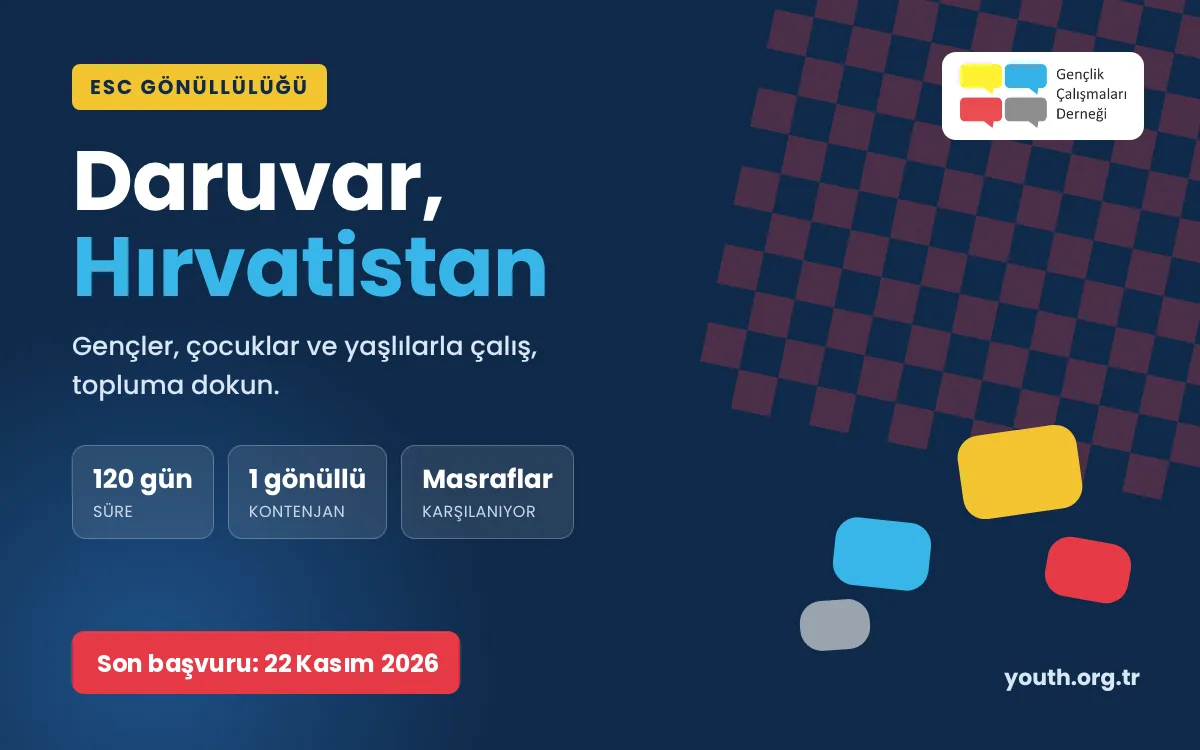 ESC GÖNÜLLÜLÜĞÜ
Gençlik
Çalışmaları
Derneği
Daruvar,
Hırvatistan
Gençler, çocuklar ve yaşlılarla çalış,
topluma dokun.
120 gün
SÜRE
1 gönüllü
KONTENJAN
Masraflar
KARŞILANIYOR
Son başvuru: 22 Kasım 2026
youth.org.tr